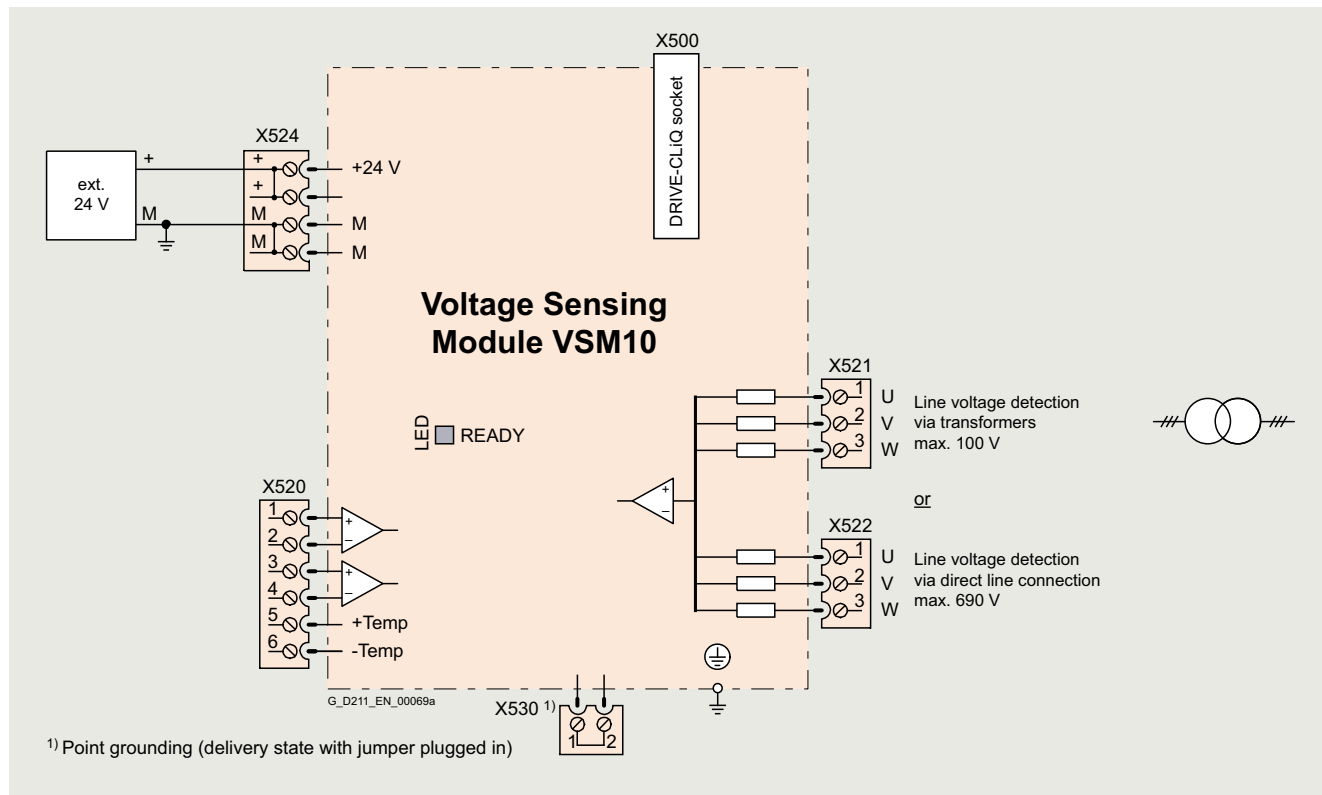 X500
DRIVE-CLiQ socket
X524
ext.
24 V
+
M
+
+
M
M
+24 V
M
M
Voltage Sensing
Module VSM10
LED
READY
X521
1
2
3
U
V
W
Line voltage detection
via transformers
max. 100 V
or
X522
1
2
3
U
V
W
Line voltage detection
via direct line connection
max. 690 V
+
–
X520
1
2
3
4
5
6
+
–
+
–
+Temp
-Temp
G_D211_EN_00069a
X530 1)
1
2
1) Point grounding (delivery state with jumper plugged in)